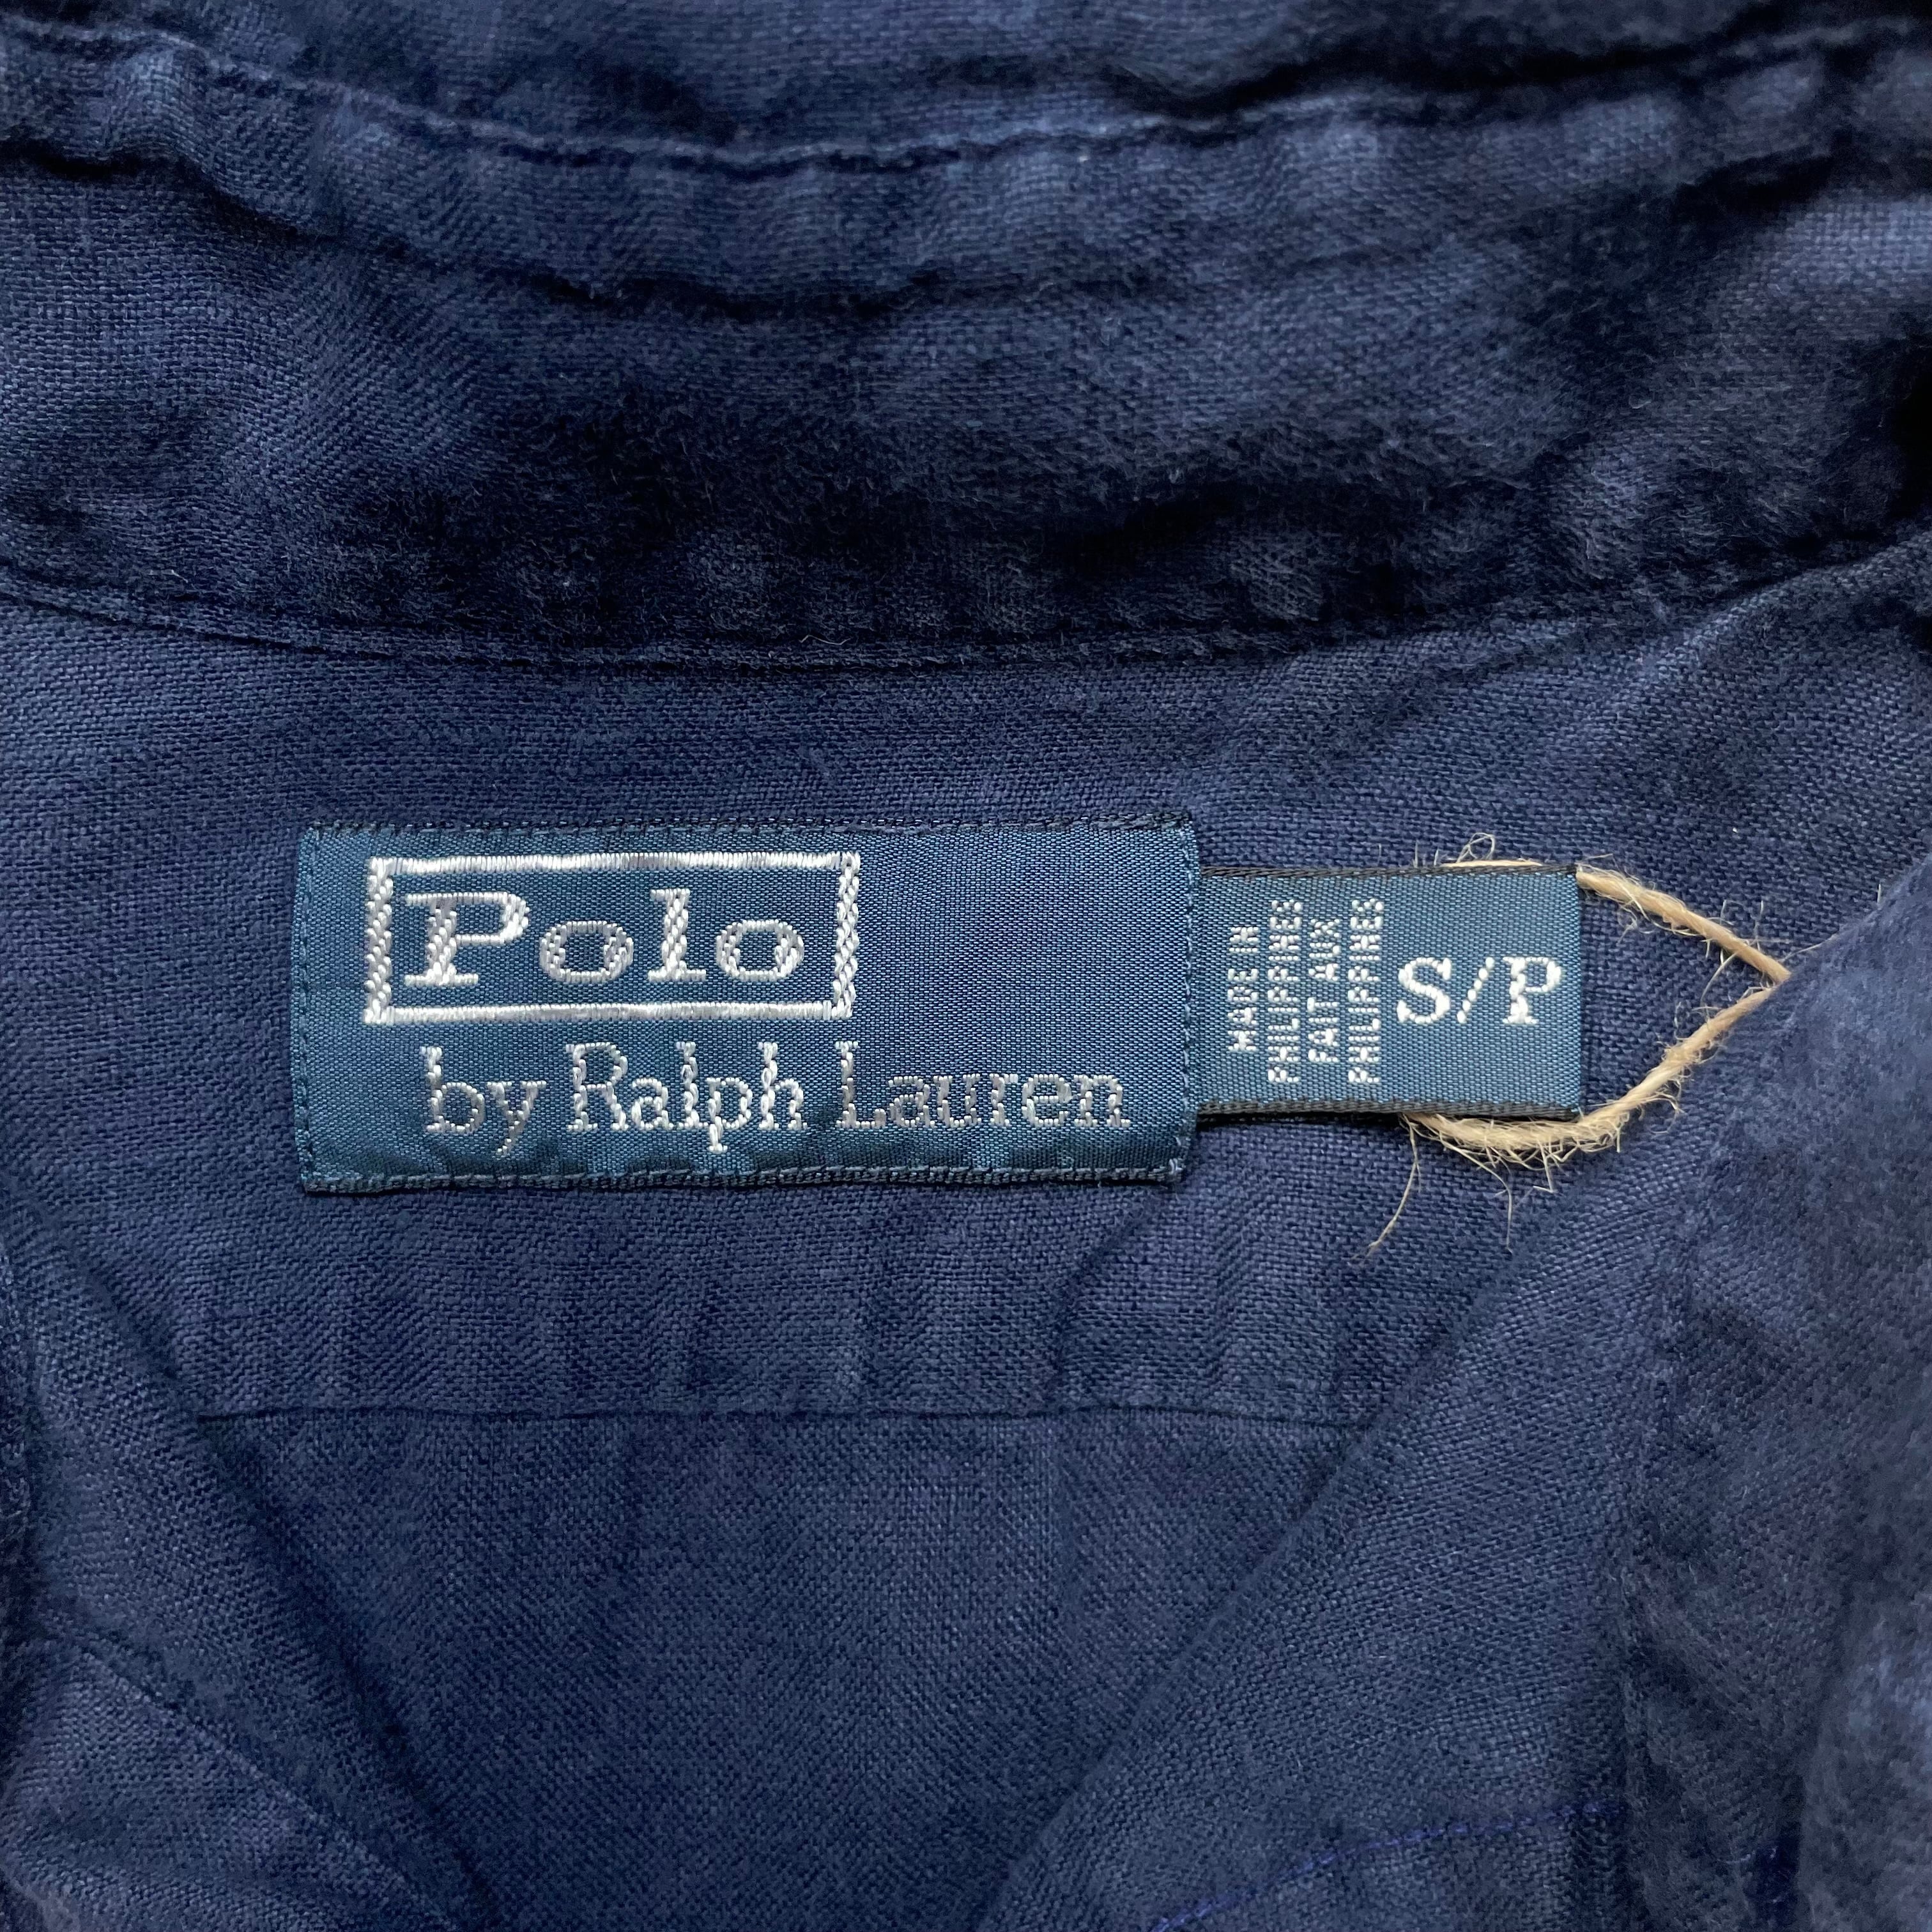 Polo
by Ralph Lauren
MADE IN
PHILIPPINES
FAIT AUX
PHILIPPINES
S/P